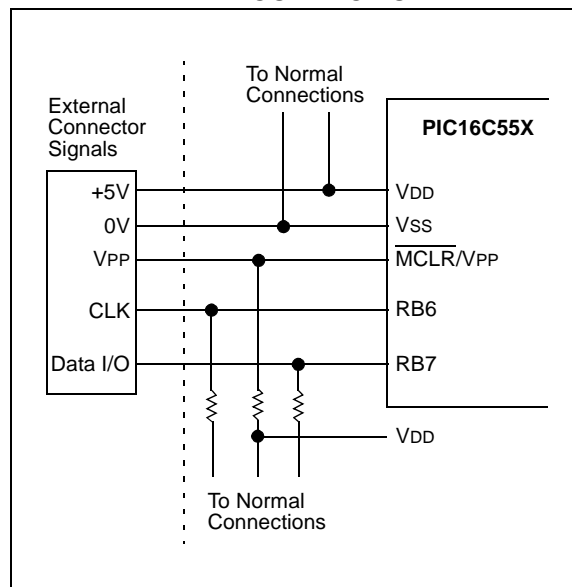 To Normal
Connections
External
Connector
Signals
PIC16C55X
+5V
VDD
0V
VSS
VPP
MCLR/VPP
CLK
RB6
Data I/O
RB7
VDD
To Normal
Connections